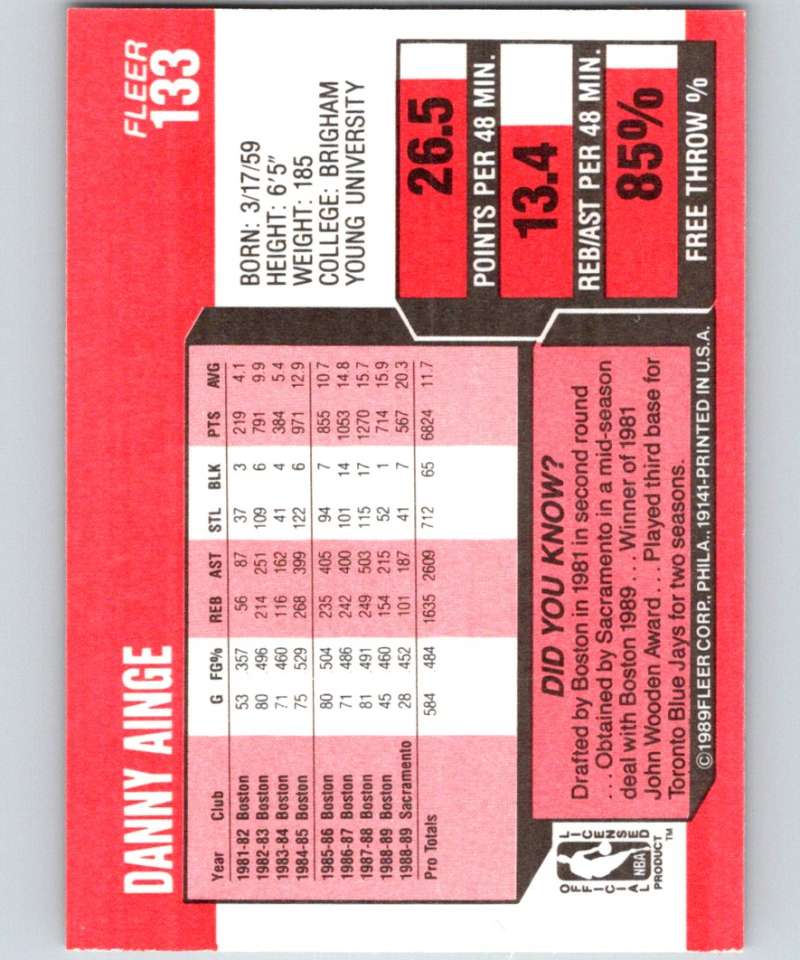 FLEER
133
DANNY AINGE
BORN: 3/17/59
HEIGHT: 6'5"
WEIGHT: 185
COLLEGE: BRIGHAM
YOUNG UNIVERSITY
Year Club G FG% REB AST STL BLK PTS AVG
1981-82 Boston 53 .357 56 87 37 3 219 4.1
1982-83 Boston 80 .496 214 251 109 6 791 9.9
1983-84 Boston 71 .460 116 162 41 4 384 5.4
1984-85 Boston 75 .529 268 399 122 6 971 12.9
1985-86 Boston 80 .504 235 405 94 7 855 10.7
1986-87 Boston 71 .486 242 400 101 14 1053 14.8
1987-88 Boston 81 .491 249 503 115 17 1270 15.7
1988-89 Boston 45 .460 154 215 52 1 714 15.9
1988-89 Sacramento 28 .452 101 187 41 7 567 20.3
Pro Totals 584 .484 1635 2609 712 65 6824 11.7
26.5
POINTS PER 48 MIN.
13.4
REB/AST PER 48 MIN.
85%
FREE THROW %
DID YOU KNOW?
Drafted by Boston in 1981 in second round
... Obtained by Sacramento in a mid-season
deal with Boston 1989 ... Winner of 1981
John Wooden Award ... Played third base for
Toronto Blue Jays for two seasons.
OFFICIAL
LICENSED
NBA
PRODUCT™
©1989 FLEER CORP., PHILA., 19141-PRINTED IN U.S.A.